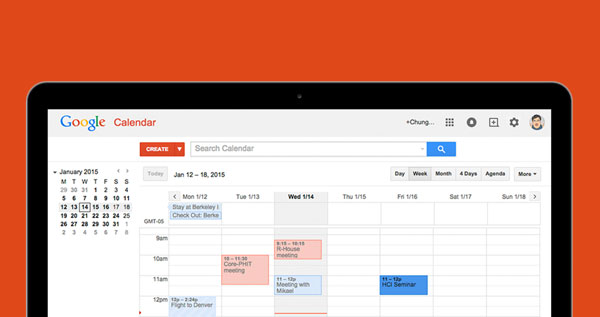 Google Calendar
+Chung...
CREATE
Search Calendar
January 2015
M T W T F S S
29 30 31 1 2 3 4
5 6 7 8 9 10 11
12 13 14 15 16 17 18
19 20 21 22 23 24 25
26 27 28 29 30 31 1
2 3 4 5 6 7 8
Today
Jan 12 – 18, 2015
Day Week Month 4 Days Agenda More
Mon 1/12 Tue 1/13 Wed 1/14 Thu 1/15 Fri 1/16 Sat 1/17 Sun 1/18
GMT-05
Stay at Berkeley
Check Out: Berke
9am
10am
11am
12pm
9:15 – 10:15
R-House
meeting
10 – 11:30
Core-PHIT
meeting
11 – 12p
Meeting with
Mikael
11 – 12p
HCI Seminar
12p – 2:24p
Flight to Denver